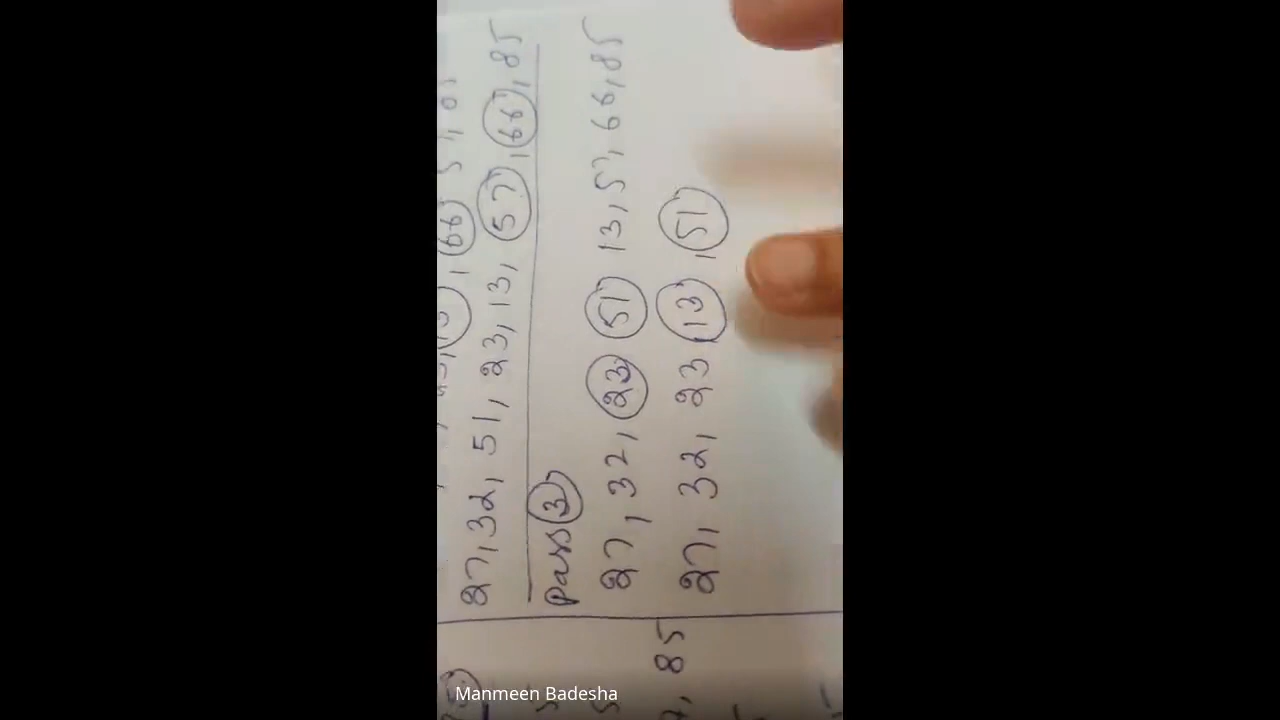 66
27, 32, 51, 23, 13, 57, 66, 85
Pass 3
27, 32, 23, 51 13, 57, 66, 85
27, 32, 23, 13, 51
85
Manmeen Badesha